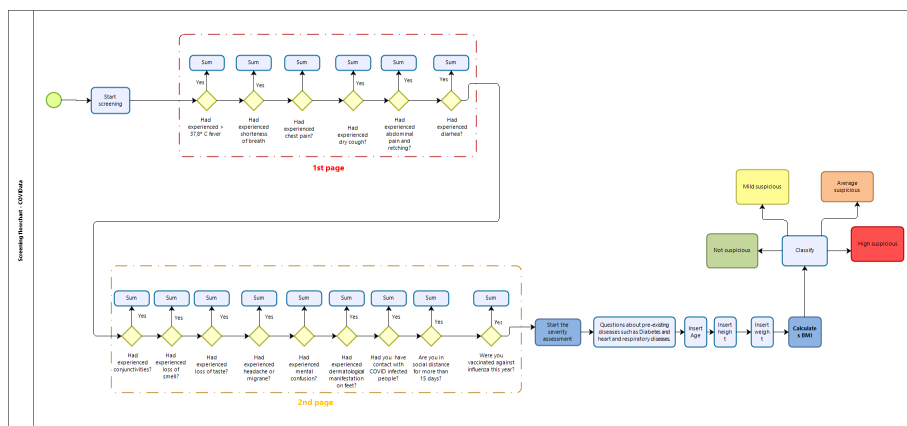 Screening flowchart - COVIData
Start
screening
Sum
Sum
Sum
Sum
Sum
Sum
Yes
Yes
Yes
Yes
Yes
Had
experienced >
37,8° C fever
Had
experienced
shorteness
of breath
Had
experienced
chest pain?
Had
experienced
dry cough?
Had
experienced
abdominal
pain and
retching?
Had
experienced
diarhea?
1st page
Sum
Sum
Sum
Sum
Sum
Sum
Sum
Sum
Sum
Yes
Yes
Yes
Yes
Yes
Yes
Yes
Yes
Yes
Had
experienced
conjunctivities?
Had
experienced
loss of
smell?
Had
experienced
loss of taste?
Had
experienced
headache or
migrane?
Had
experienced
mental
confusion?
Had
experienced
dermatological
manifestation
on feet?
Had you have
contact with
COVID infected
people?
Are you in
social distance
for more than
15 days?
Were you
vaccinated against
influenza this year?
2nd page
Start the
severity
assessment
Questions about pre-existing
diseases such as Diabetes and
heart and respiratory diseases.
Insert
Age
Insert
heigh
t
Insert
weigh
t
Calculate
s BMI
Classify
Not suspicious
Mild suspicious
Average
suspicious
High suspicious